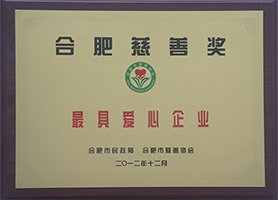 合肥慈善奖
最具爱心企业
合肥市民政局 合肥市慈善协会
二〇一二年十二月